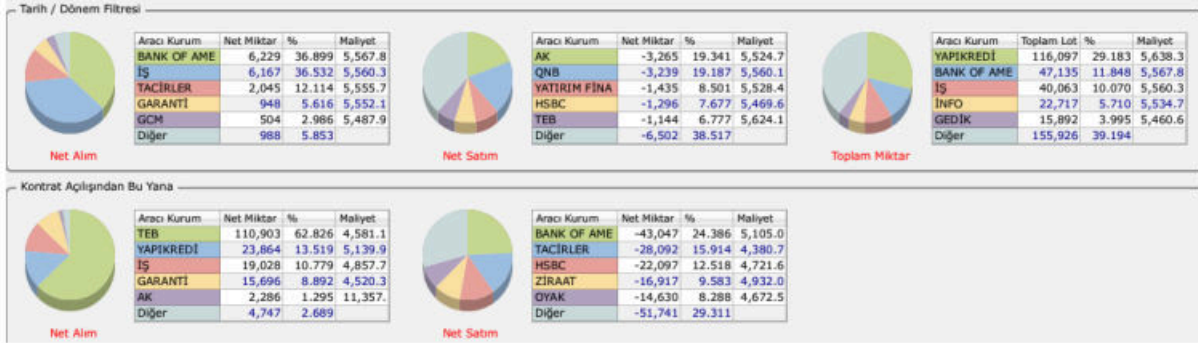 Tarih / Dönem Filtresi
Aracı Kurum Net Miktar % Maliyet
BANK OF AME 6,229 36.899 5,567.8
İŞ 6,167 36.532 5,560.3
TACİRLER 2,045 12.114 5,555.7
GARANTİ 948 5.616 5,552.1
GCM 504 2.986 5,487.9
Diğer 988 5.853
Net Alım
Aracı Kurum Net Miktar % Maliyet
AK -3,265 19.341 5,524.7
QNB -3,239 19.187 5,560.1
YATIRIM FİNA -1,435 8.501 5,528.4
HSBC -1,296 7.677 5,469.6
TEB -1,144 6.777 5,624.1
Diğer -6,502 38.517
Net Satım
Aracı Kurum Toplam Lot % Maliyet
YAPIKREDİ 116,097 29.183 5,638.3
BANK OF AME 47,135 11.848 5,567.8
İŞ 40,063 10.070 5,560.3
İNFO 22,717 5.710 5,534.7
GEDİK 15,892 3.995 5,460.6
Diğer 155,926 39.194
Toplam Miktar
Kontrat Açılışından Bu Yana
Aracı Kurum Net Miktar % Maliyet
TEB 110,903 62.826 4,581.1
YAPIKREDİ 23,864 13.519 5,139.9
İŞ 19,028 10.779 4,857.7
GARANTİ 15,696 8.892 4,520.3
AK 2,286 1.295 11,357.
Diğer 4,747 2.689
Net Alım
Aracı Kurum Net Miktar % Maliyet
BANK OF AME -43,047 24.386 5,105.0
TACİRLER -28,092 15.914 4,380.7
HSBC -22,097 12.518 4,721.6
ZİRAAT -16,917 9.583 4,932.0
OYAK -14,630 8.288 4,672.5
Diğer -51,741 29.311
Net Satım